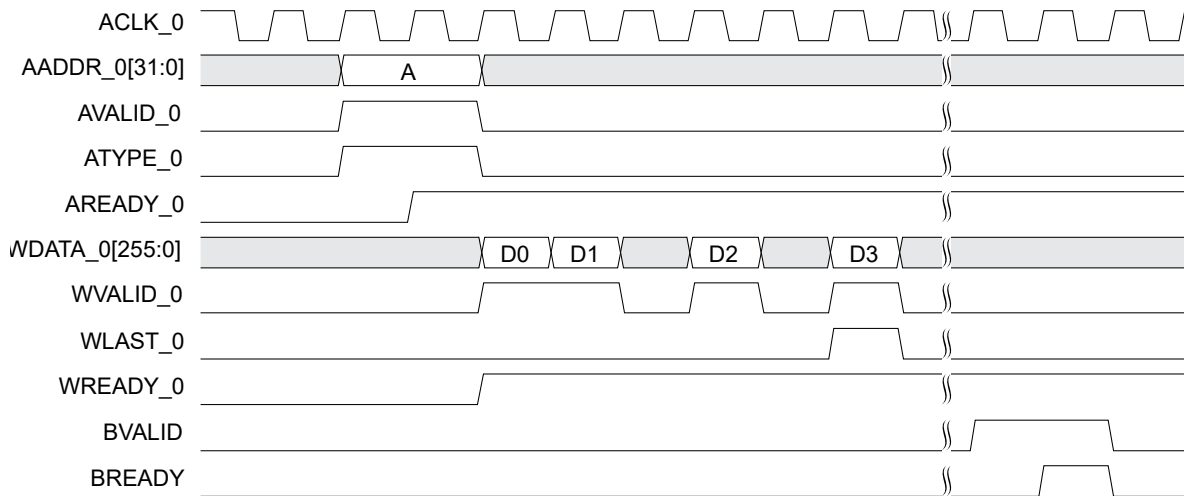 ACLK_0
AADDR_0[31:0]
A
AVALID_0
ATYPE_0
AREADY_0
WDATA_0[255:0]
D0 D1 D2 D3
WVALID_0
WLAST_0
WREADY_0
BVALID
BREADY